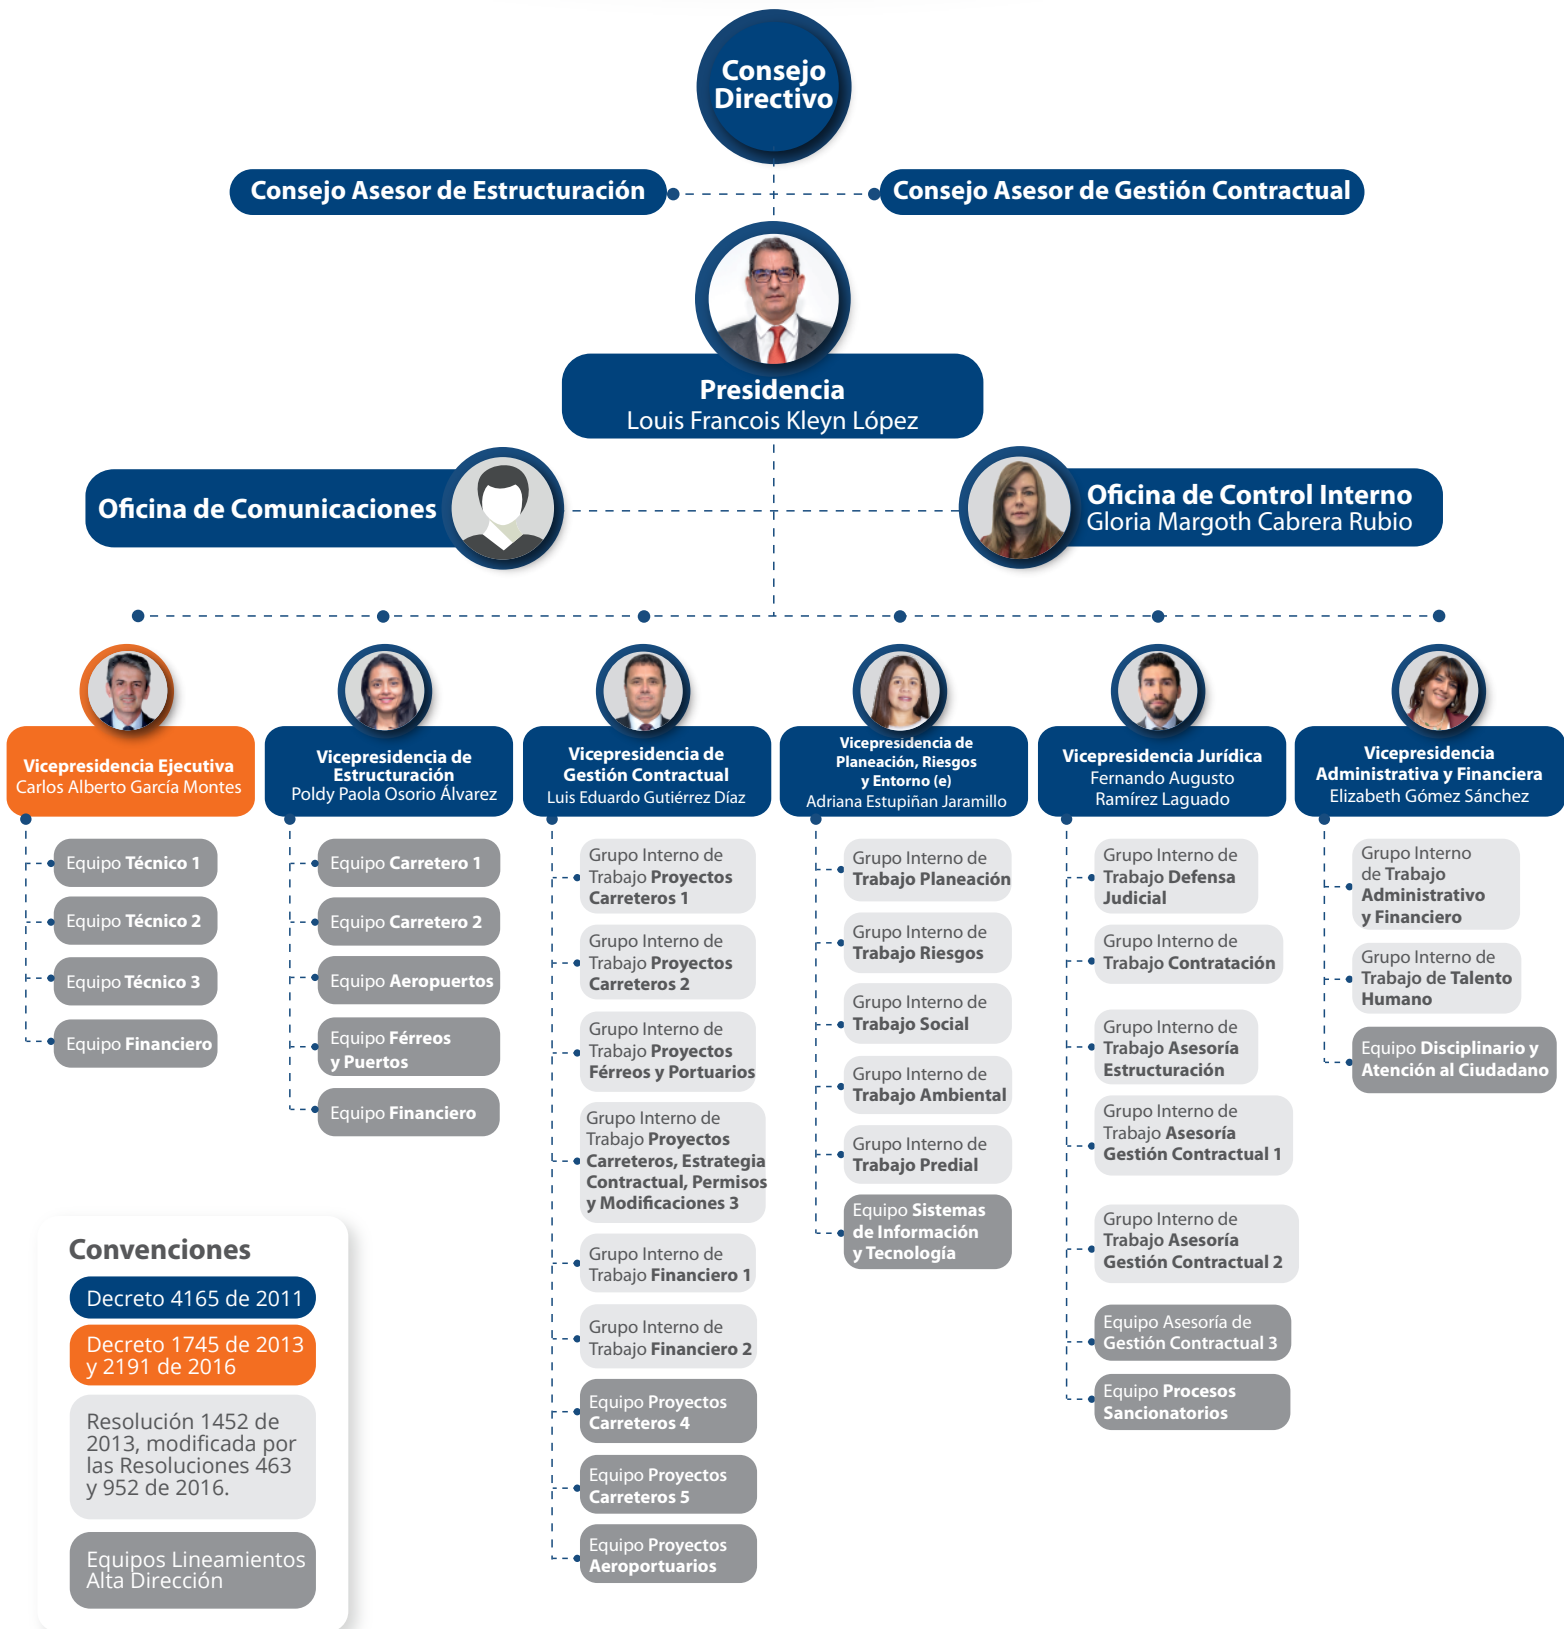 Consejo
Directivo
Consejo Asesor de Estructuración
Consejo Asesor de Gestión Contractual
Presidencia
Louis Francois Kleyn López
Oficina de Comunicaciones
Oficina de Control Interno
Gloria Margoth Cabrera Rubio
Vicepresidencia Ejecutiva
Carlos Alberto García Montes
Equipo Técnico 1
Equipo Técnico 2
Equipo Técnico 3
Equipo Financiero
Vicepresidencia de
Estructuración
Poldy Paola Osorio Álvarez
Equipo Carretero 1
Equipo Carretero 2
Equipo Aeropuertos
Equipo Férreos
y Puertos
Equipo Financiero
Vicepresidencia de
Gestión Contractual
Luis Eduardo Gutiérrez Díaz
Grupo Interno de
Trabajo Proyectos
Carreteros 1
Grupo Interno de
Trabajo Proyectos
Carreteros 2
Grupo Interno de
Trabajo Proyectos
Férreos y Portuarios
Grupo Interno de
Trabajo Proyectos
Carreteros, Estrategia
Contractual, Permisos
y Modificaciones 3
Grupo Interno de
Trabajo Financiero 1
Grupo Interno de
Trabajo Financiero 2
Equipo Proyectos
Carreteros 4
Equipo Proyectos
Carreteros 5
Equipo Proyectos
Aeroportuarios
Vicepresidencia de
Planeación, Riesgos
y Entorno (e)
Adriana Estupiñan Jaramillo
Grupo Interno de
Trabajo Planeación
Grupo Interno de
Trabajo Riesgos
Grupo Interno de
Trabajo Social
Grupo Interno de
Trabajo Ambiental
Grupo Interno de
Trabajo Predial
Equipo Sistemas
de Información
y Tecnología
Vicepresidencia Jurídica
Fernando Augusto
Ramírez Laguado
Grupo Interno de
Trabajo Defensa
Judicial
Grupo Interno de
Trabajo Contratación
Grupo Interno de
Trabajo Asesoría
Estructuración
Grupo Interno de
Trabajo Asesoría
Gestión Contractual 1
Grupo Interno de
Trabajo Asesoría
Gestión Contractual 2
Equipo Asesoría de
Gestión Contractual 3
Equipo Procesos
Sancionatorios
Vicepresidencia
Administrativa y Financiera
Elizabeth Gómez Sánchez
Grupo Interno
de Trabajo
Administrativo
y Financiero
Grupo Interno de
Trabajo de Talento
Humano
Equipo Disciplinario y
Atención al Ciudadano
Convenciones
Decreto 4165 de 2011
Decreto 1745 de 2013
y 2191 de 2016
Resolución 1452 de
2013, modificada por
las Resoluciones 463
y 952 de 2016.
Equipos Lineamientos
Alta Dirección